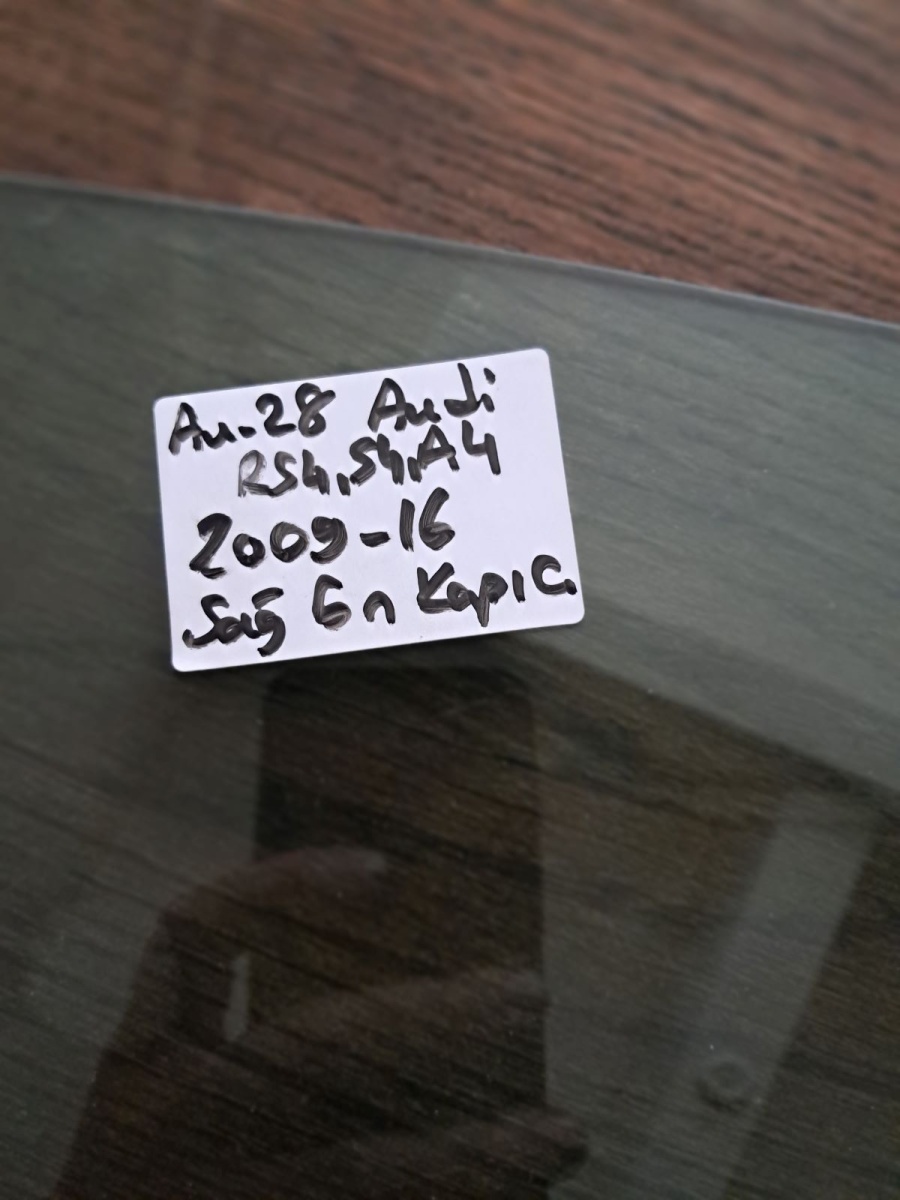 Au-28 Audi
RS4,S4,A4
2009-16
Sağ Ön Kapı C.